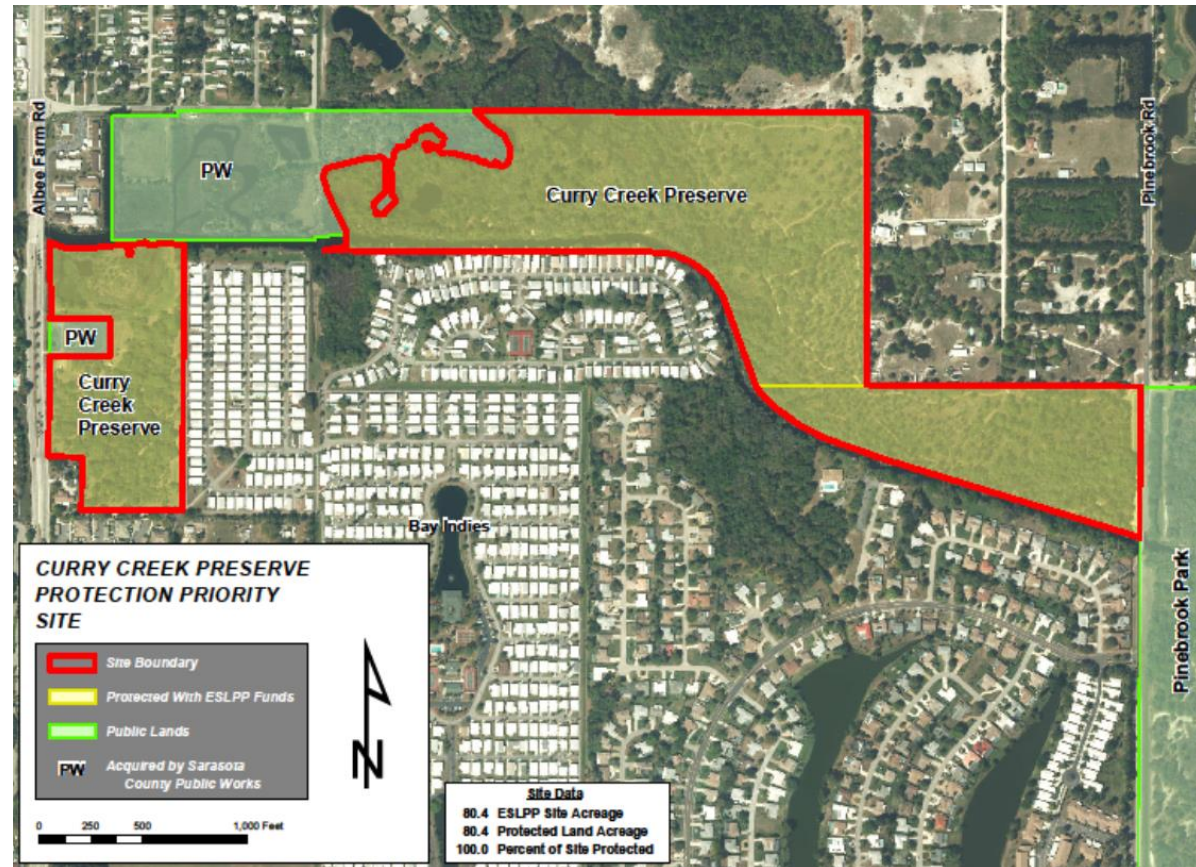 Albee Farm Rd
PW
Curry Creek Preserve
Pinebrook Rd
PW
Curry
Creek
Preserve
Bay Indies
Pinebrook Park
CURRY CREEK PRESERVE
PROTECTION PRIORITY
SITE
Site Boundary
Protected With ESLPP Funds
Public Lands
PW Acquired by Sarasota
County Public Works
N
0 250 500 1,000 Feet
Site Data
80.4 ESLPP Site Acreage
80.4 Protected Land Acreage
100.0 Percent of Site Protected